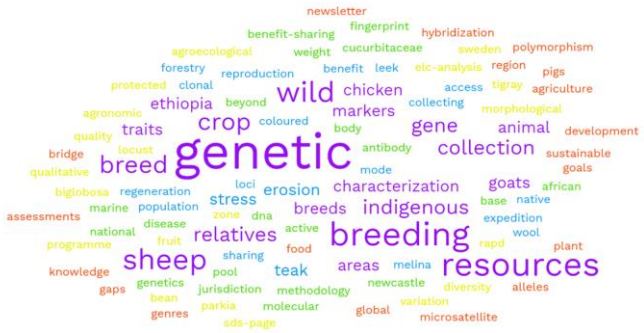 newsletter
benefit-sharing fingerprint hybridization
agroecological weight cucurbitaceae sweden polymorphism
forestry reproduction benefit leek elc-analysis region pigs
protected clonal wild chicken access tigray agriculture
agronomic ethiopia beyond markers collecting morphological
quality traits crop coloured body gene animal development
bridge locust genetic antibody collection sustainable
qualitative breed mode goals
biglobosa regeneration loci erosion characterization goats african
marine population stress breeds indigenous base native
assessments zone dna expedition
national disease relatives active breeding rapd wool
programme fruit sharing food plant
knowledge sheep pool teak areas melina resources
genetics jurisdiction methodology newcastle diversity alleles
gaps bean parkia molecular variation
genres global microsatellite
sds-page